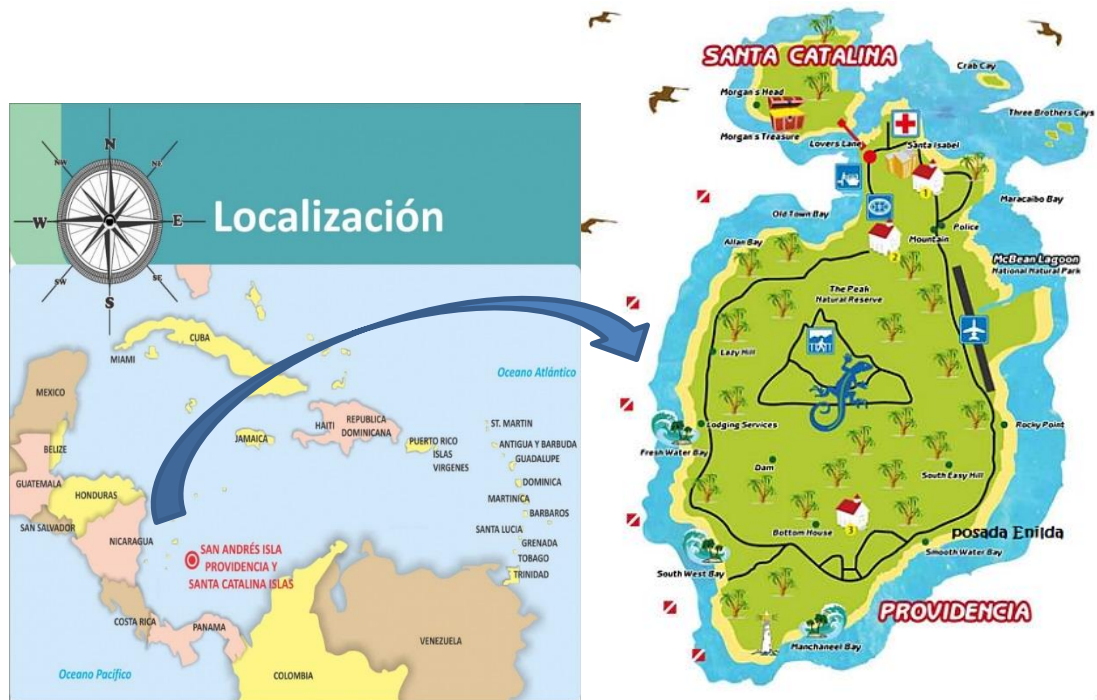 Localización
N
NW
NE
W
E
SW
SE
S
MIAMI
CUBA
Oceano Atlántico
MEXICO
BELIZE
JAMAICA
HAITI
REPUBLICA
DOMINICANA
PUERTO RICO
ISLAS
VIRGENES
ST. MARTIN
ANTIGUA Y BARBUDA
GUADALUPE
GUATEMALA
HONDURAS
DOMINICA
MARTINICA
BARBAROS
SAN SALVADOR
NICARAGUA
SANTA LUCIA
GRENADA
SAN ANDRÉS ISLA
PROVIDENCIA Y
SANTA CATALINA ISLAS
TOBAGO
TRINIDAD
COSTA RICA
PANAMA
VENEZUELA
Oceano Pacífico
COLOMBIA
SANTA CATALINA
Crab Cay
Morgan's Head
Three Brothers Cays
Morgan's Treasure
Lovers Lane
Santa Isabel
1
Maracaibo Bay
Old Town Bay
Police
Mountain
Allan Bay
2
McBean Lagoon
National Natural Park
The Peak
Natural Reserve
Lazy Hill
Lodging Services
Rocky Point
Fresh Water Bay
Dam
South Easy Hill
3
Bottom House
posada Enilda
Smooth Water Bay
South West Bay
PROVIDENCIA
Manchaneel Bay